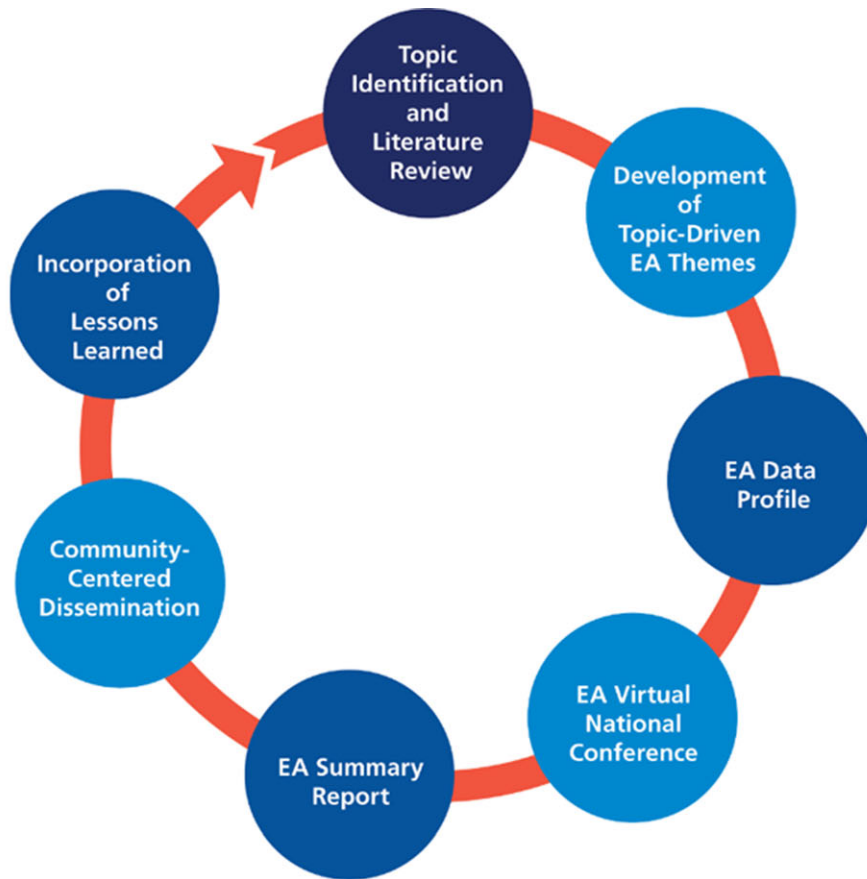 Topic
Identification
and
Literature
Review
Development
of
Topic-Driven
EA Themes
EA Data
Profile
EA Virtual
National
Conference
EA Summary
Report
Community-
Centered
Dissemination
Incorporation
of
Lessons
Learned